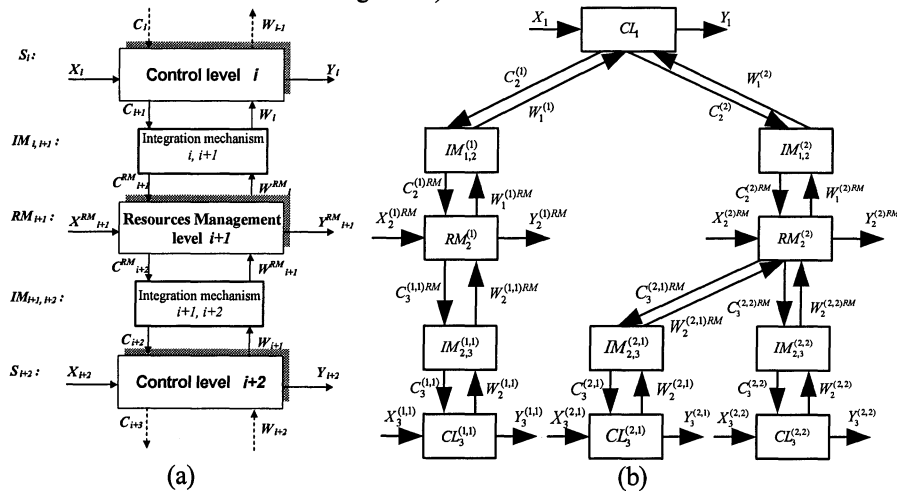 C_i W_{i-1}
S_i: X_i Control level i Y_i
C_{i+1} W_i
IM_{i, i+1}: Integration mechanism
i, i+1
C^{RM}_{i+1} W^{RM}_i
RM_{i+1}: X^{RM}_{i+1} Resources Management Y^{RM}_{i+1}
level i+1
C^{RM}_{i+2} W^{RM}_{i+1}
IM_{i+1, i+2}: Integration mechanism
i+1, i+2
C_{i+2} W_{i+1}
S_{i+2}: X_{i+2} Control level i+2 Y_{i+2}
C_{i+3} W_{i+2}
(a)
X_1 CL_1 Y_1
C_2^{(1)} W_1^{(1)} C_2^{(2)} W_1^{(2)}
IM_{1,2}^{(1)} IM_{1,2}^{(2)}
C_2^{(1)RM} W_1^{(1)RM} C_2^{(2)RM} W_1^{(2)RM}
X_2^{(1)RM} RM_2^{(1)} Y_2^{(1)RM} X_2^{(2)RM} RM_2^{(2)} Y_2^{(2)RM}
C_3^{(1,1)RM} W_2^{(1,1)RM} C_3^{(2,1)RM} W_2^{(2,1)RM} C_3^{(2,2)RM} W_2^{(2,2)RM}
IM_{2,3}^{(1,1)} IM_{2,3}^{(2,1)} IM_{2,3}^{(2,2)}
C_3^{(1,1)} W_2^{(1,1)} C_3^{(2,1)} W_2^{(2,1)} C_3^{(2,2)} W_2^{(2,2)}
X_3^{(1,1)} CL_3^{(1,1)} Y_3^{(1,1)} X_3^{(2,1)} CL_3^{(2,1)} Y_3^{(2,1)} X_3^{(2,2)} CL_3^{(2,2)} Y_3^{(2,2)}
(b)